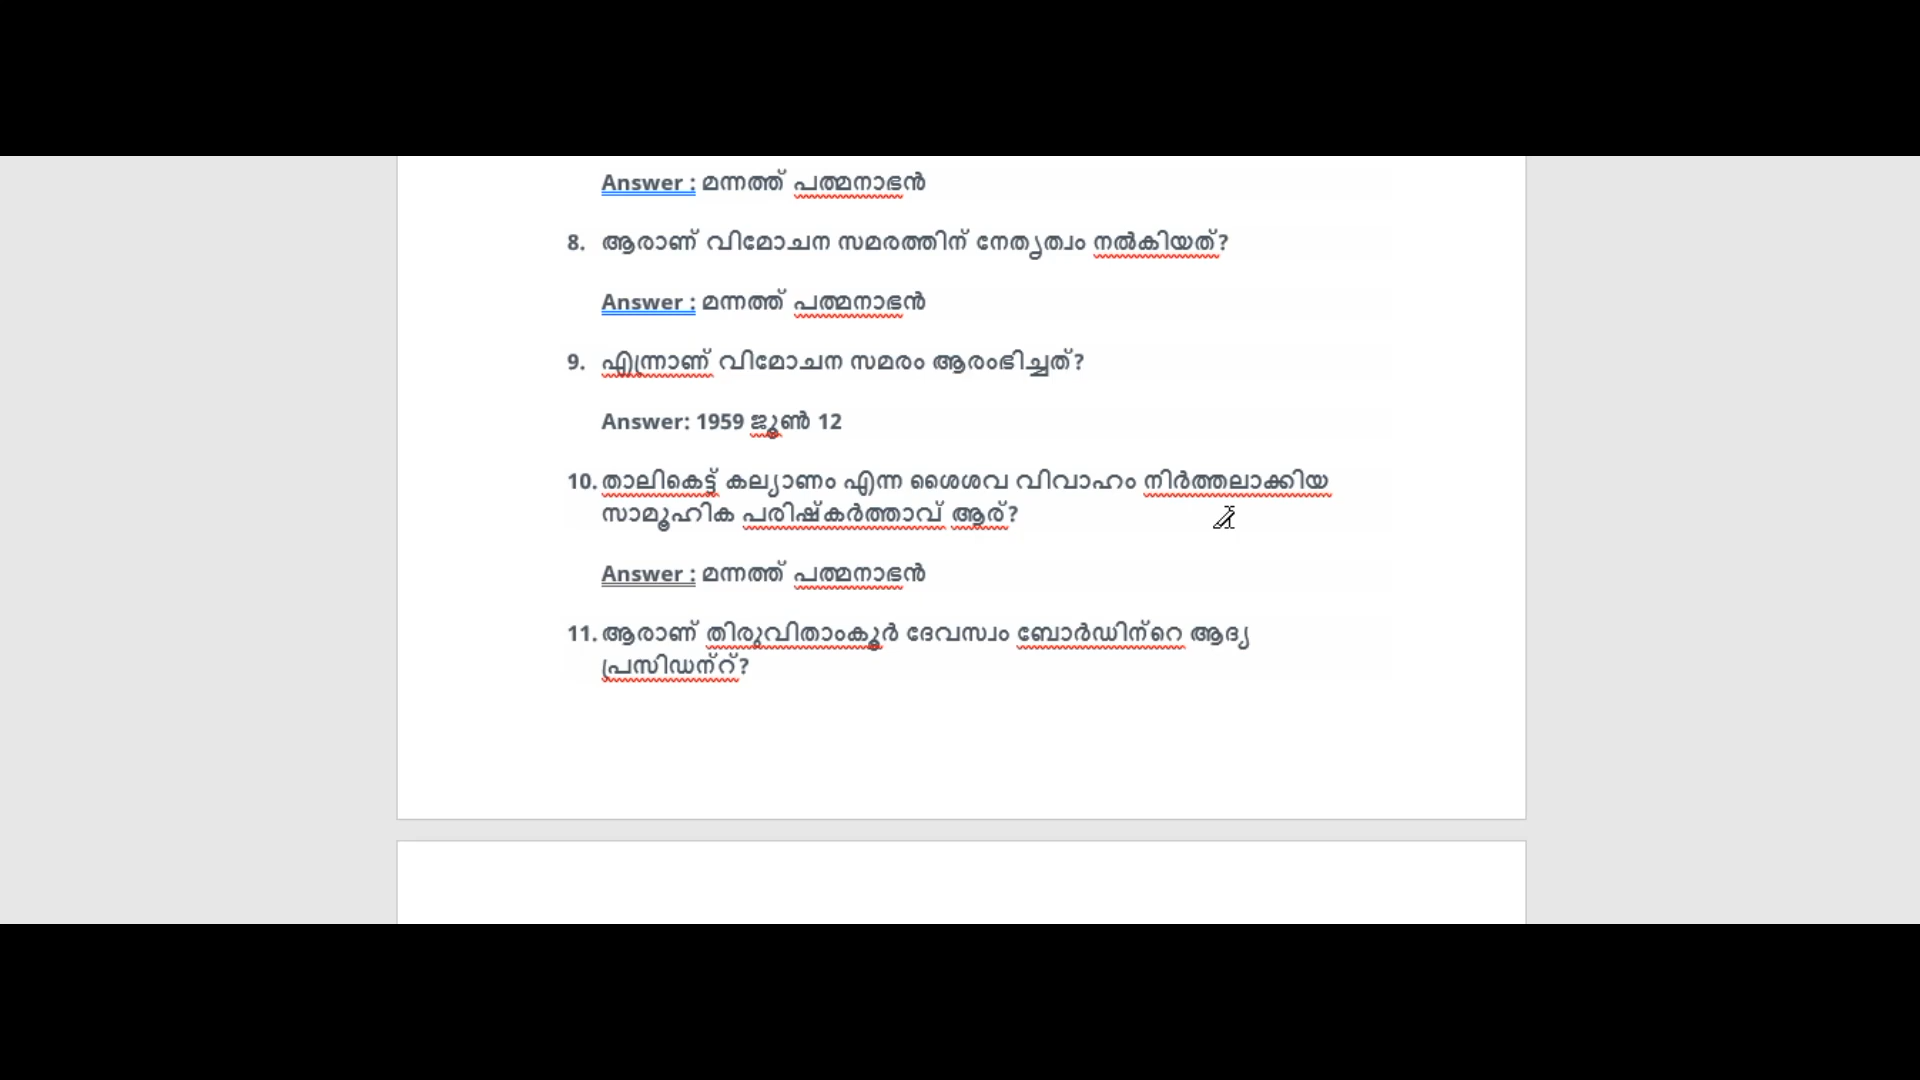 Answer : മന്നത്ത് പത്മനാഭൻ
8. ആരാണ് വിമോചന സമരത്തിന് നേതൃത്വം നൽകിയത്?
Answer : മന്നത്ത് പത്മനാഭൻ
9. എന്ന്രാണ് വിമോചന സമരം ആരംഭിച്ചത്?
Answer: 1959 ജൂൺ 12
10. താലികെട്ട് കല്യാണം എന്ന ശൈശവ വിവാഹം നിർത്തലാക്കിയ
സാമൂഹിക പരിഷ്കർത്താവ് ആര്?
Answer : മന്നത്ത് പത്മനാഭൻ
11. ആരാണ് തിരുവിതാംകൂർ ദേവസ്വം ബോർഡിന്റെ ആദ്യ
പ്രസിഡന്റ്?